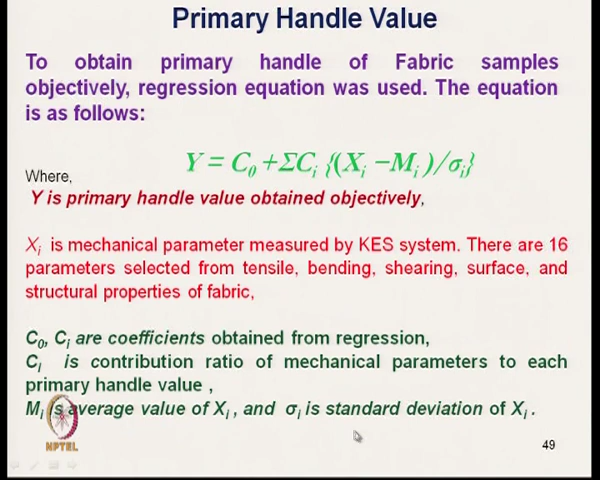 Primary Handle Value
To obtain primary handle of Fabric samples
objectively, regression equation was used. The equation
is as follows:
Y = C₀ +ΣCᵢ {(Xᵢ −Mᵢ)/σᵢ}
Where,
Y is primary handle value obtained objectively,
Xᵢ is mechanical parameter measured by KES system. There are 16
parameters selected from tensile, bending, shearing, surface, and
structural properties of fabric,
C₀, Cᵢ are coefficients obtained from regression,
Cᵢ is contribution ratio of mechanical parameters to each
primary handle value ,
Mᵢ is average value of Xᵢ , and σᵢ is standard deviation of Xᵢ .
NPTEL
49